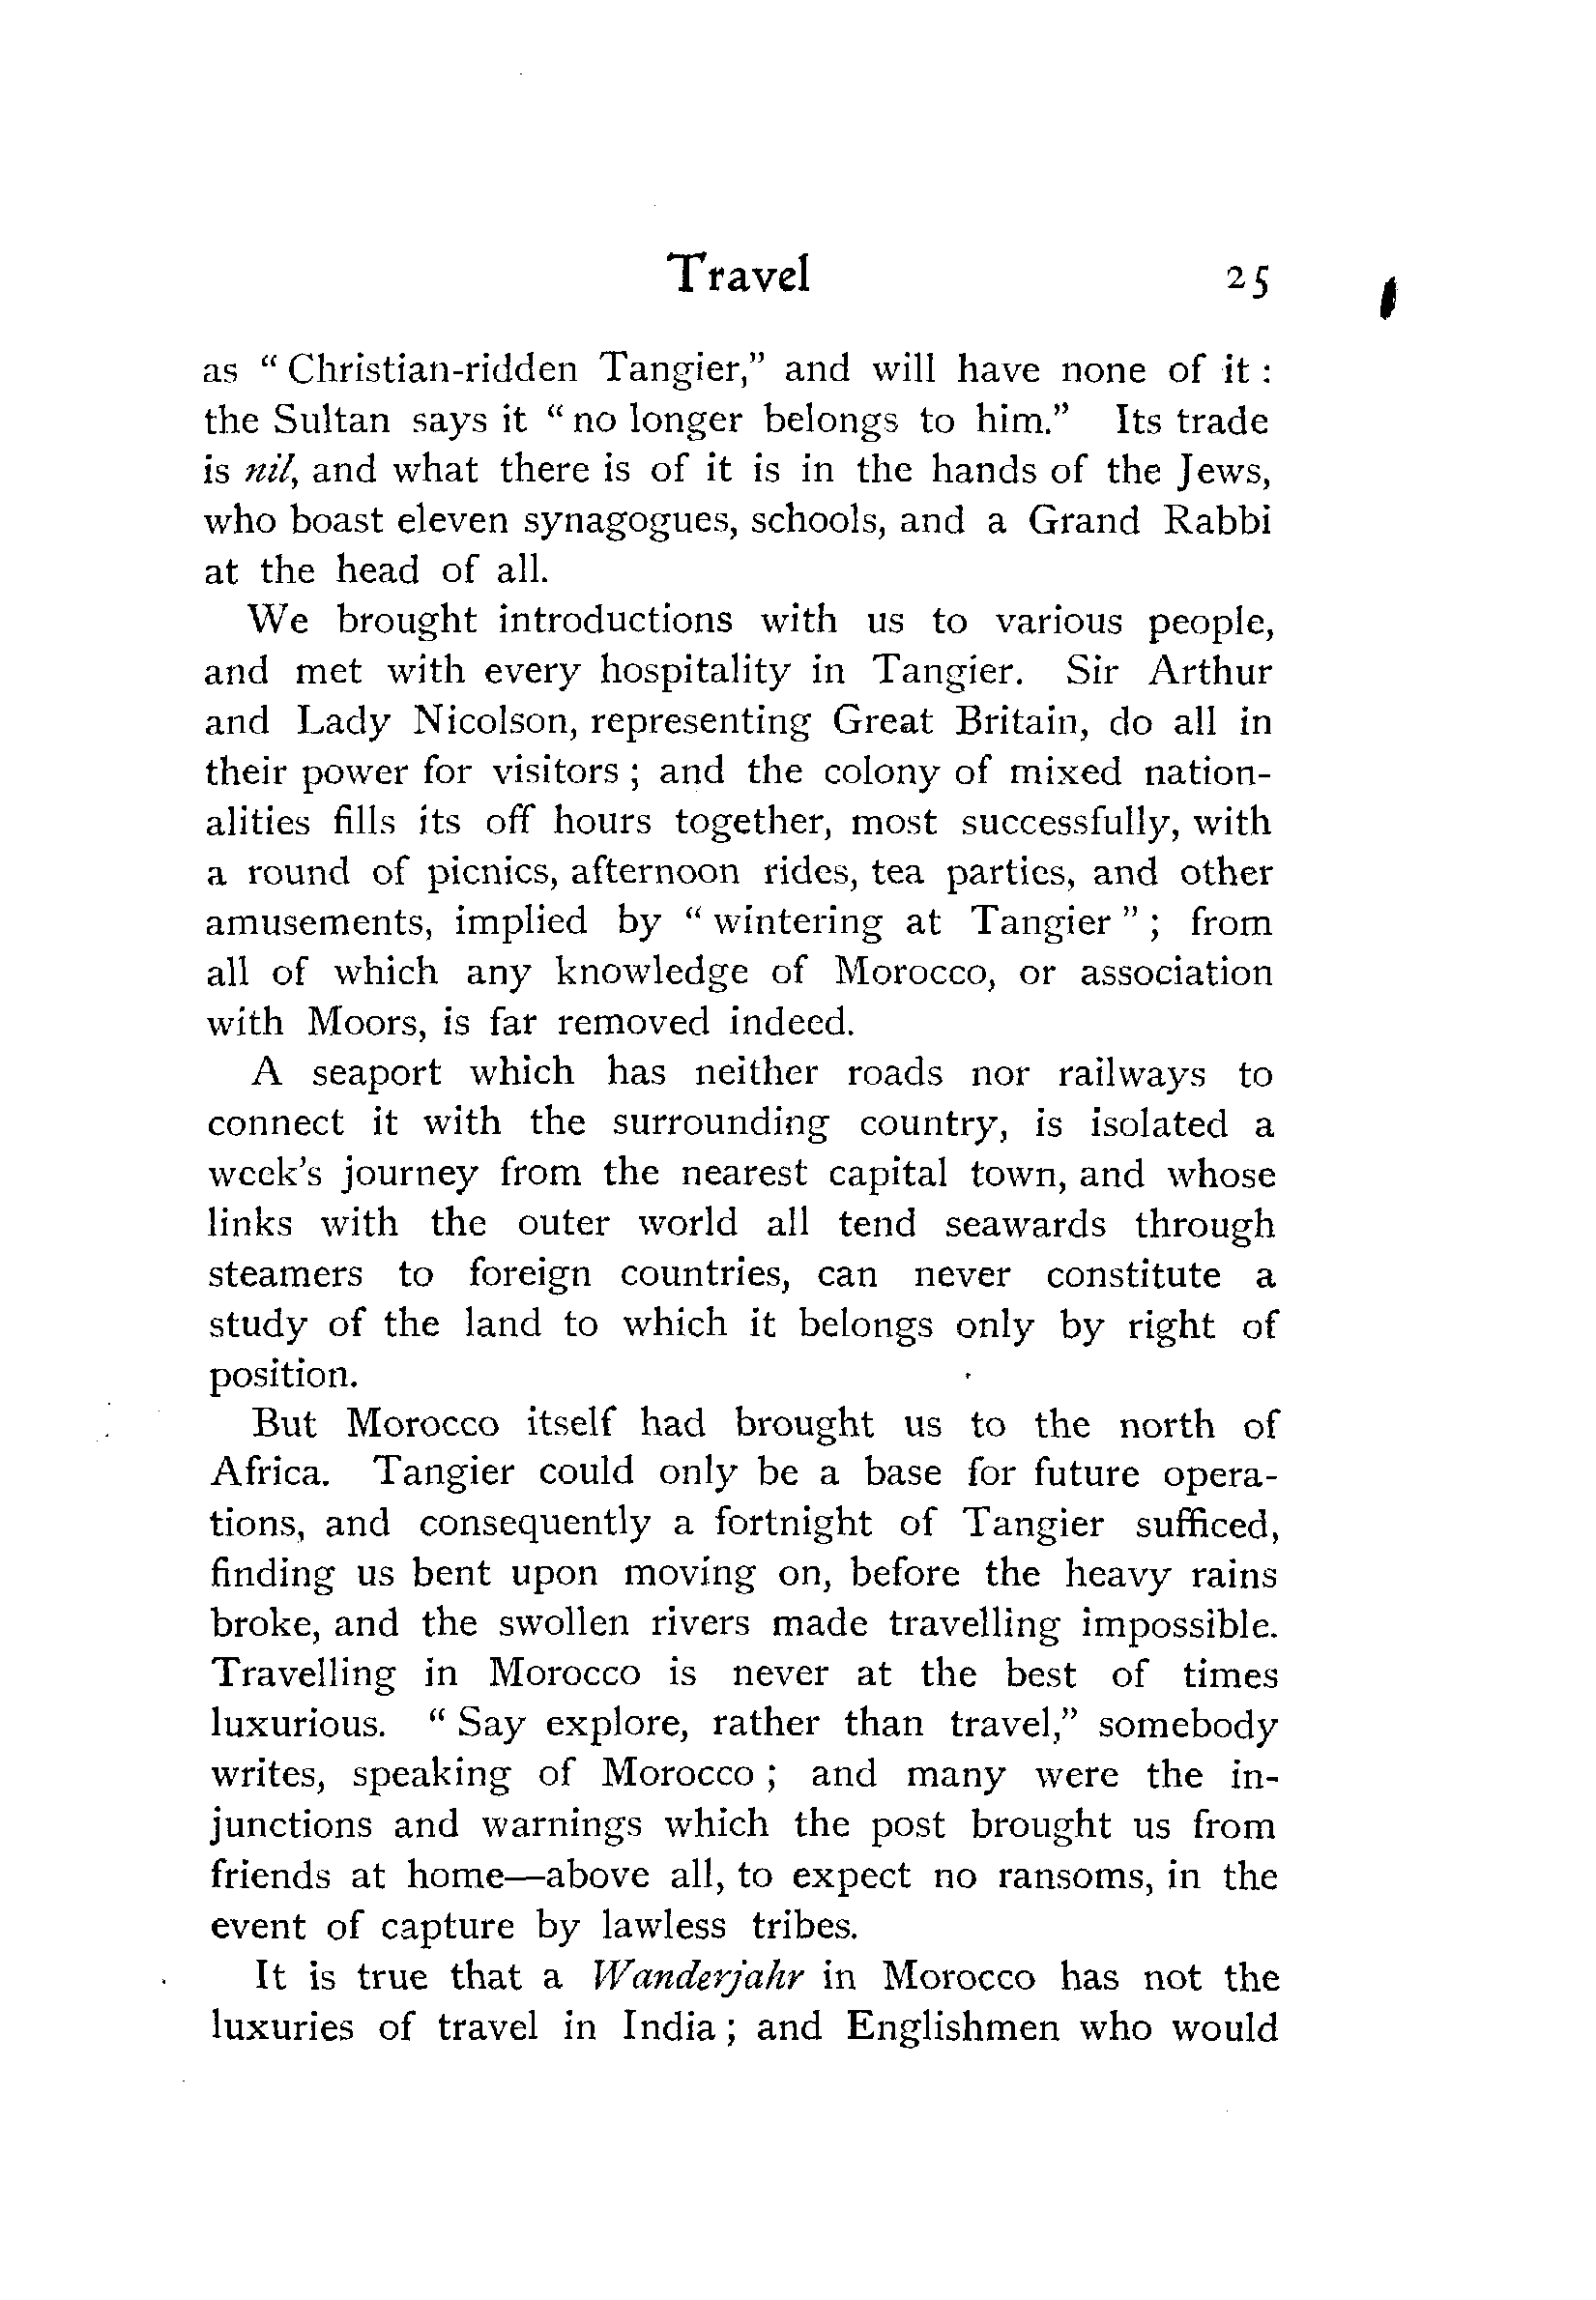 Travel 25
as “ Christian-ridden Tangier,” and will have none of it :
the Sultan says it “ no longer belongs to him.” Its trade
is nil, and what there is of it is in the hands of the Jews,
who boast eleven synagogues, schools, and a Grand Rabbi
at the head of all.
We brought introductions with us to various people,
and met with every hospitality in Tangier. Sir Arthur
and Lady Nicolson, representing Great Britain, do all in
their power for visitors ; and the colony of mixed nation-
alities fills its off hours together, most successfully, with
a round of picnics, afternoon rides, tea parties, and other
amusements, implied by “ wintering at Tangier ” ; from
all of which any knowledge of Morocco, or association
with Moors, is far removed indeed.
A seaport which has neither roads nor railways to
connect it with the surrounding country, is isolated a
week’s journey from the nearest capital town, and whose
links with the outer world all tend seawards through
steamers to foreign countries, can never constitute a
study of the land to which it belongs only by right of
position.
But Morocco itself had brought us to the north of
Africa. Tangier could only be a base for future opera-
tions, and consequently a fortnight of Tangier sufficed,
finding us bent upon moving on, before the heavy rains
broke, and the swollen rivers made travelling impossible.
Travelling in Morocco is never at the best of times
luxurious. “ Say explore, rather than travel,” somebody
writes, speaking of Morocco ; and many were the in-
junctions and warnings which the post brought us from
friends at home—above all, to expect no ransoms, in the
event of capture by lawless tribes.
It is true that a Wanderjahr in Morocco has not the
luxuries of travel in India ; and Englishmen who would